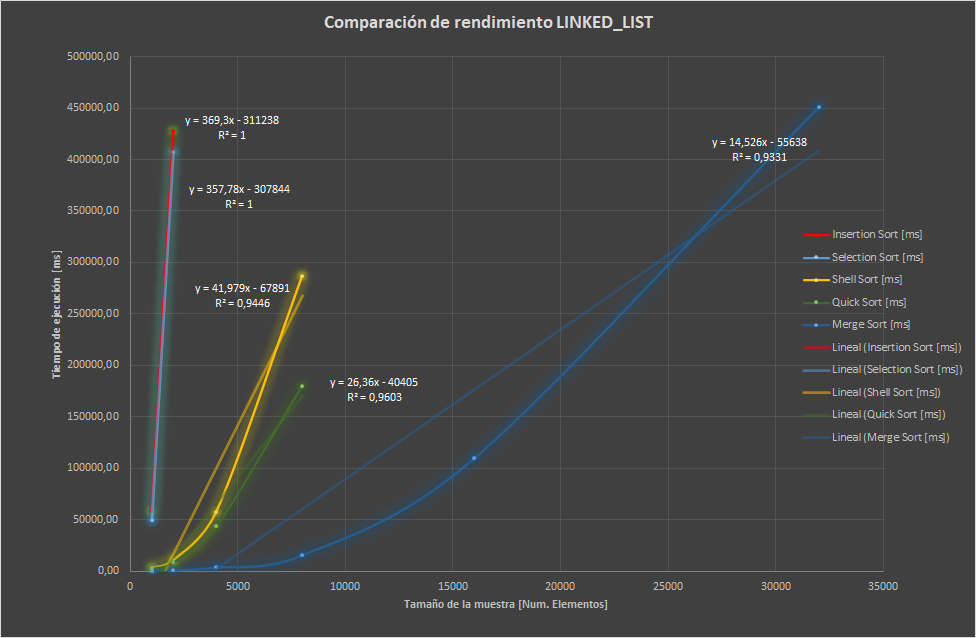 Comparación de rendimiento LINKED_LIST
500000,00
450000,00
400000,00
350000,00
300000,00
250000,00
200000,00
150000,00
100000,00
50000,00
0,00
Tiempo de ejecución [ms]
y = 369,3x - 311238
R² = 1
y = 357,78x - 307844
R² = 1
y = 41,979x - 67891
R² = 0,9446
y = 26,36x - 40405
R² = 0,9603
y = 14,526x - 55638
R² = 0,9331
0
5000
10000
15000
20000
25000
30000
35000
Tamaño de la muestra [Num. Elementos]
Insertion Sort [ms]
Selection Sort [ms]
Shell Sort [ms]
Quick Sort [ms]
Merge Sort [ms]
Lineal (Insertion Sort [ms])
Lineal (Selection Sort [ms])
Lineal (Shell Sort [ms])
Lineal (Quick Sort [ms])
Lineal (Merge Sort [ms])